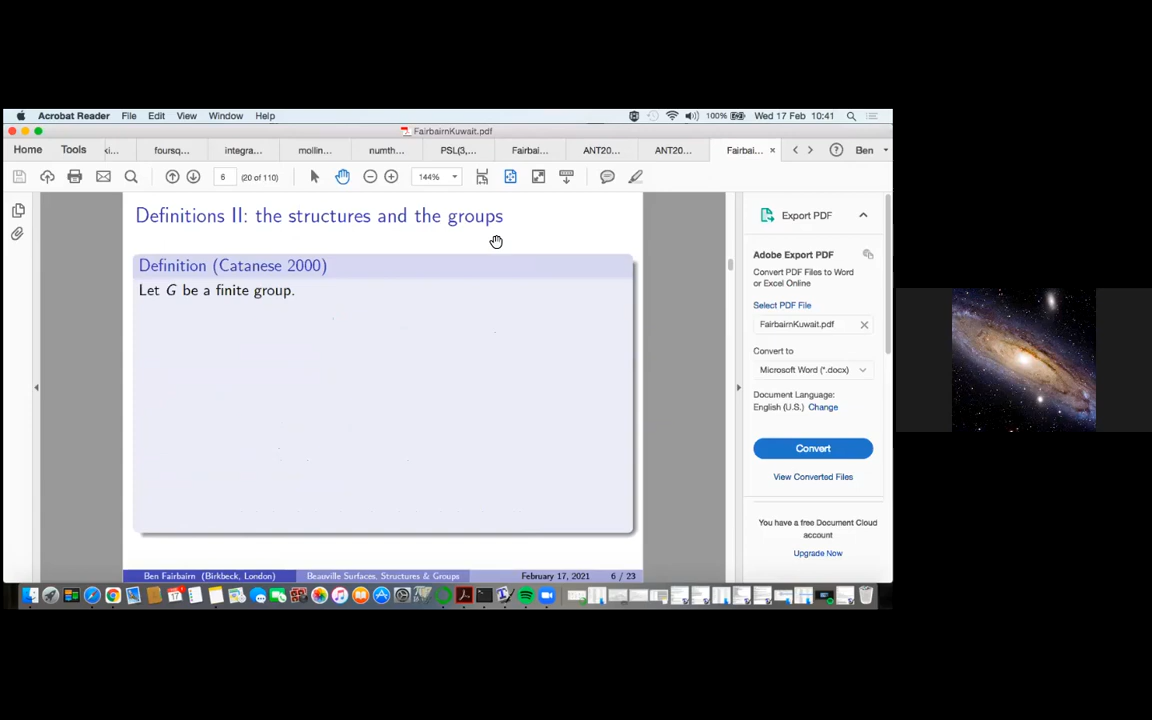 Acrobat Reader File Edit View Window Help 100% Wed 17 Feb 10:41
FairbairnKuwait.pdf
Home Tools ki... foursq... integra... mollin... numth... PSL(3,... Fairbai... ANT20... ANT20... Fairbai... × ? Ben
6 (20 of 110) 144%
Definitions II: the structures and the groups
Definition (Catanese 2000)
Let G be a finite group.
Ben Fairbairn (Birkbeck, London) Beauville Surfaces, Structures & Groups February 17, 2021 6 / 23
Export PDF
Adobe Export PDF
Convert PDF Files to Word
or Excel Online
Select PDF File
FairbairnKuwait.pdf
Convert to
Microsoft Word (*.docx)
Document Language:
English (U.S.) Change
Convert
View Converted Files
You have a free Document Cloud
account
Upgrade Now